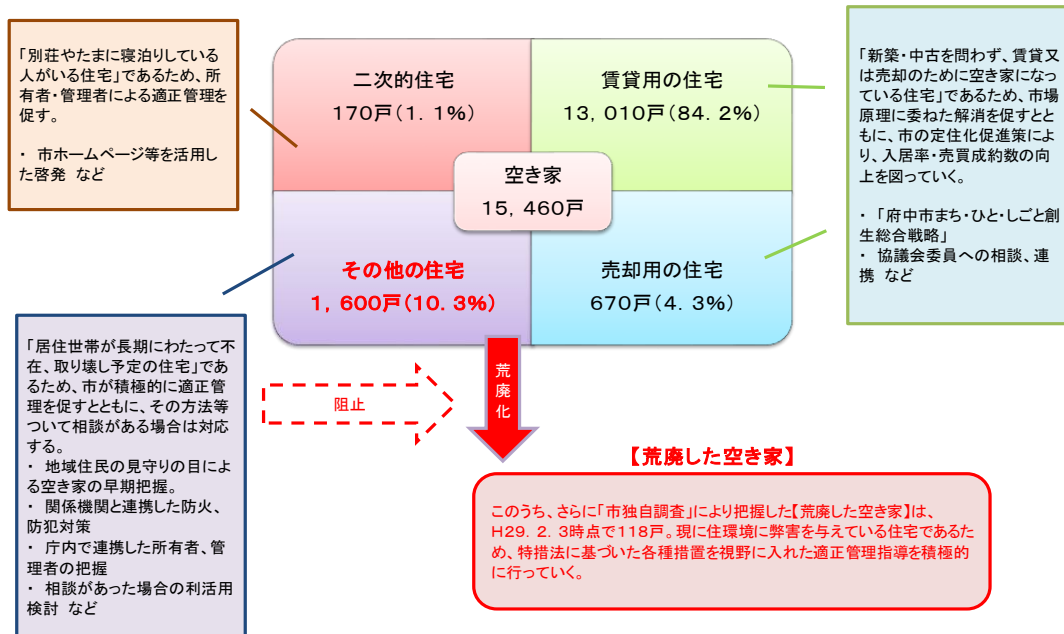 「別荘やたまに寝泊りしている
人がいる住宅」であるため、所
有者・管理者による適正管理を
促す。
・ 市ホームページ等を活用し
た啓発 など
二次的住宅
170戸(1.1%)
賃貸用の住宅
13,010戸(84.2%)
空き家
15,460戸
その他の住宅
1,600戸(10.3%)
売却用の住宅
670戸(4.3%)
「新築・中古を問わず、賃貸又
は売却のために空き家になっ
ている住宅」であるため、市場
原理に委ねた解消を促すとと
もに、市の定住化促進策によ
り、入居率・売買成約数の向
上を図っていく。
・ 「府中市まち・ひと・しごと創
生総合戦略」
・ 協議会委員への相談、連
携 など
「居住世帯が長期にわたって不
在、取り壊し予定の住宅」であ
るため、市が積極的に適正管
理を促すとともに、その方法等
ついて相談がある場合は対応
する。
・ 地域住民の見守りの目によ
る空き家の早期把握。
・ 関係機関と連携した防火、
防犯対策
・ 庁内で連携した所有者、管
理者の把握
・ 相談があった場合の利活用
検討 など
阻止
荒廃化
【荒廃した空き家】
このうち、さらに「市独自調査」により把握した【荒廃した空き家】は、
H29.2.3時点で118戸。現に住環境に弊害を与えている住宅であるた
め、特措法に基づいた各種措置を視野に入れた適正管理指導を積極的
に行っていく。